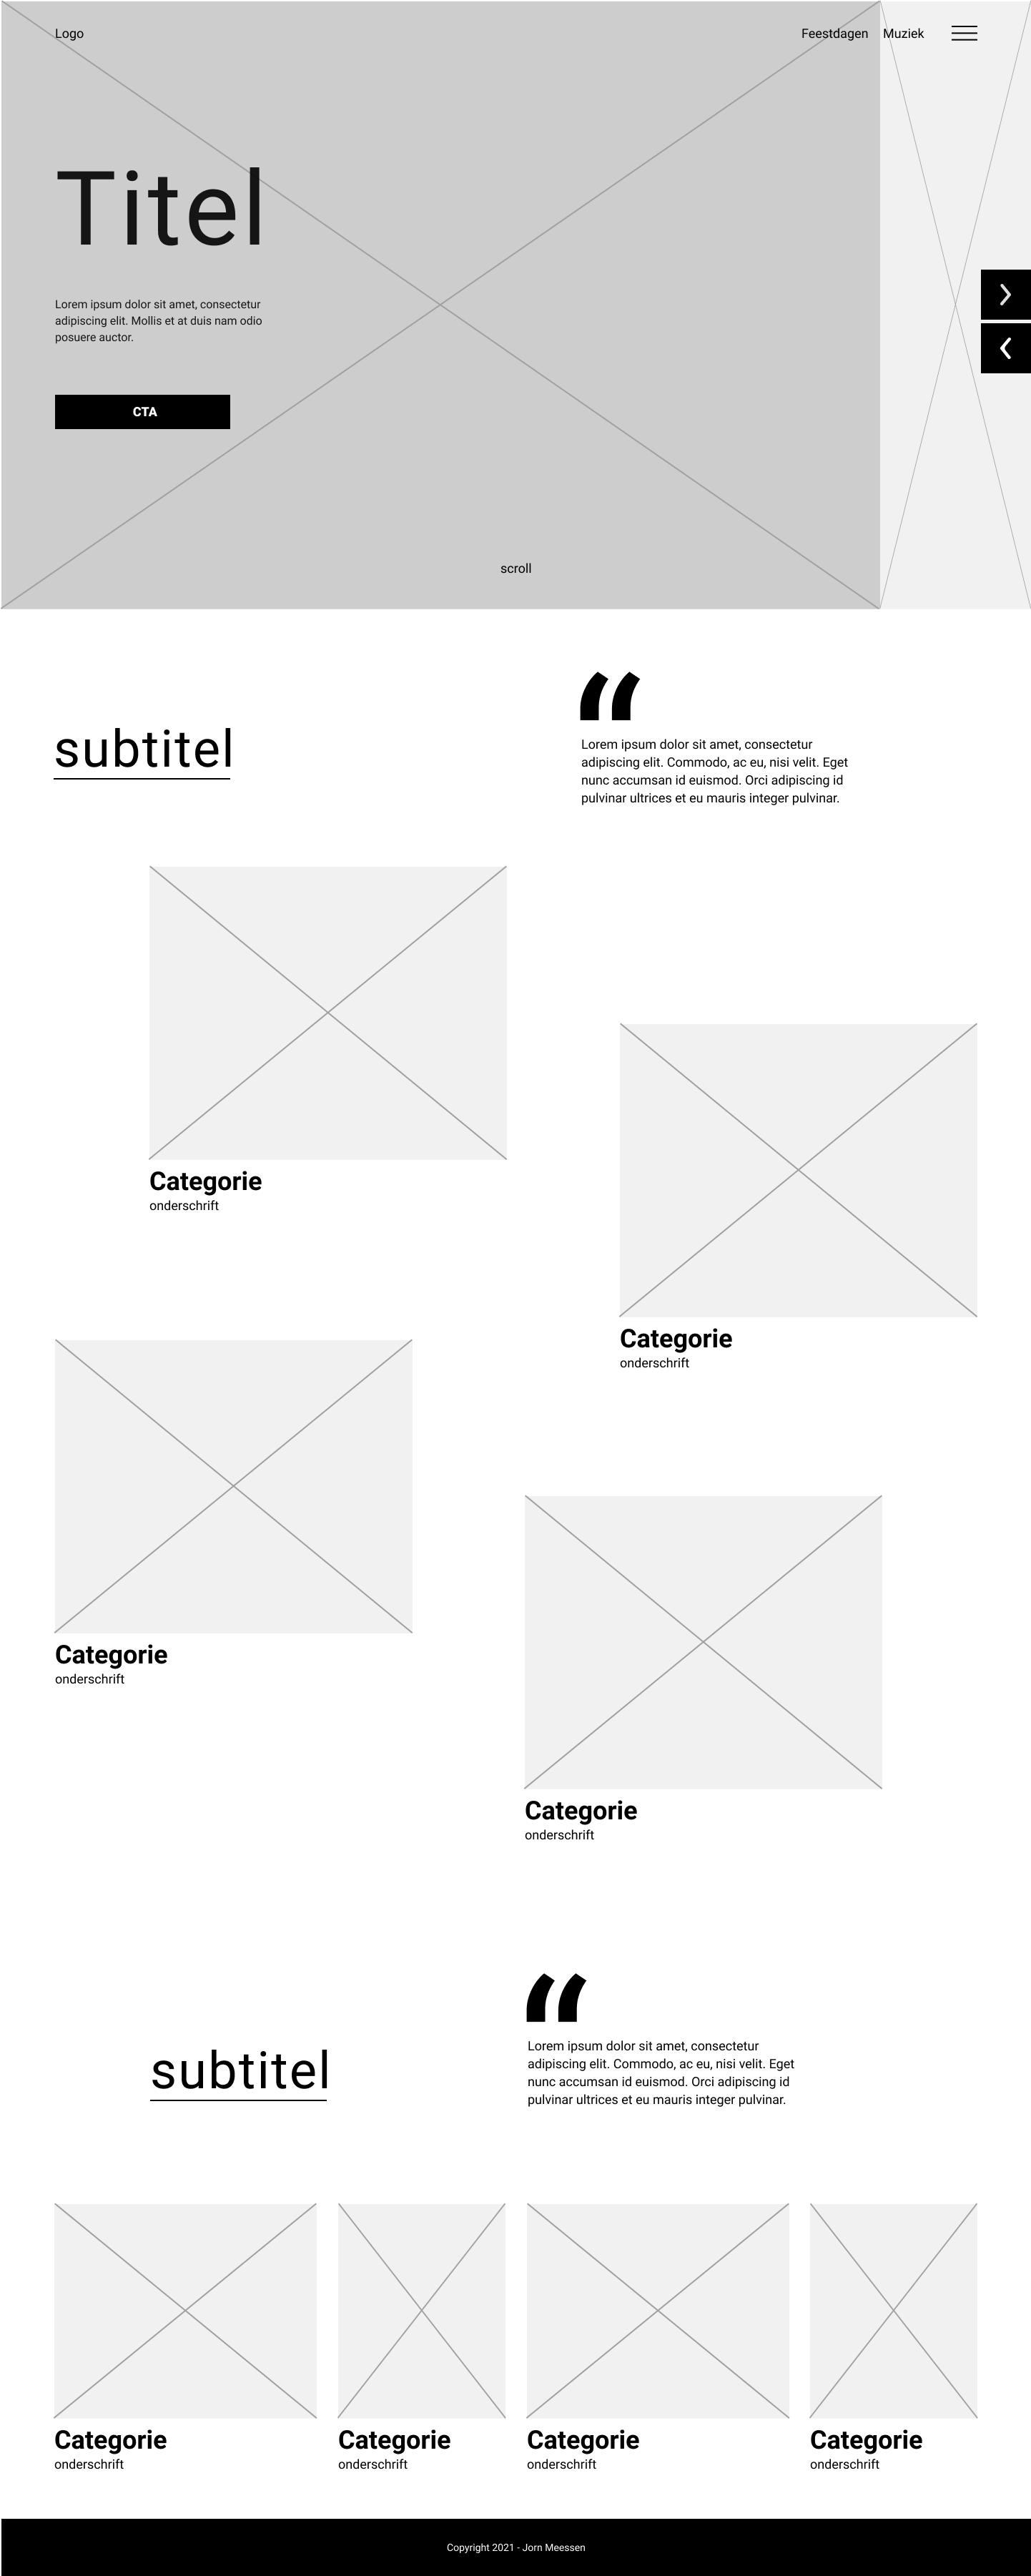 Logo
Feestdagen
Muziek
Titel
Lorem ipsum dolor sit amet, consectetur
adipiscing elit. Mollis et at duis nam odio
posuere auctor.
CTA
scroll
subtitel
“
Lorem ipsum dolor sit amet, consectetur
adipiscing elit. Commodo, ac eu, nisi velit. Eget
nunc accumsan id euismod. Orci adipiscing id
pulvinar ultrices et eu mauris integer pulvinar.
Categorie
onderschrift
Categorie
onderschrift
Categorie
onderschrift
Categorie
onderschrift
subtitel
“
Lorem ipsum dolor sit amet, consectetur
adipiscing elit. Commodo, ac eu, nisi velit. Eget
nunc accumsan id euismod. Orci adipiscing id
pulvinar ultrices et eu mauris integer pulvinar.
Categorie
onderschrift
Categorie
onderschrift
Categorie
onderschrift
Categorie
onderschrift
Copyright 2021 - Jorn Meessen